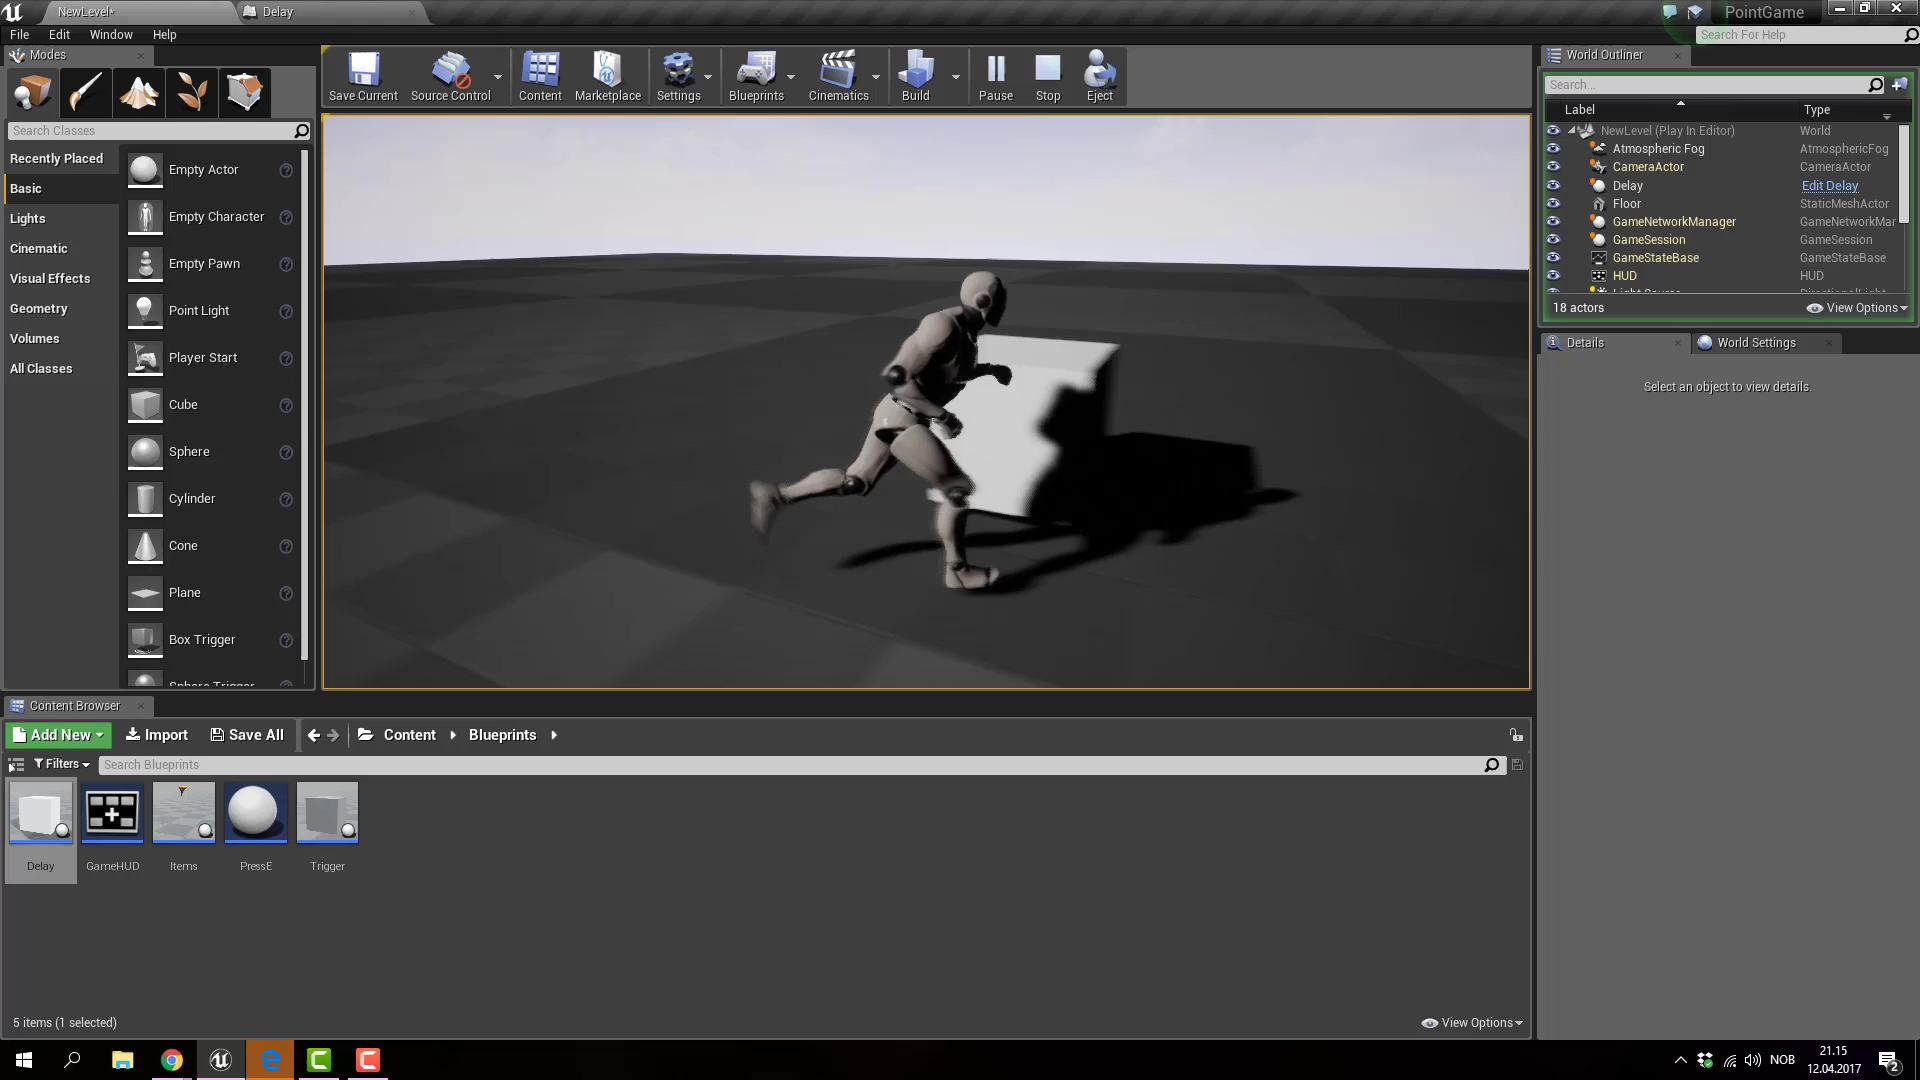 NewLevel*
Delay
PointGame
File
Edit
Window
Help
Search For Help
Modes
Search Classes
Recently Placed
Basic
Lights
Cinematic
Visual Effects
Geometry
Volumes
All Classes
Empty Actor
Empty Character
Empty Pawn
Point Light
Player Start
Cube
Sphere
Cylinder
Cone
Plane
Box Trigger
Sphere Trigger
Save Current
Source Control
Content
Marketplace
Settings
Blueprints
Cinematics
Build
Pause
Stop
Eject
World Outliner
Search...
Label
Type
NewLevel (Play In Editor)
World
Atmospheric Fog
AtmosphericFog
CameraActor
CameraActor
Delay
Edit Delay
Floor
StaticMeshActor
GameNetworkManager
GameNetworkMar
GameSession
GameSession
GameStateBase
GameStateBase
HUD
HUD
Light Source
DirectionalLight
18 actors
View Options
Details
World Settings
Select an object to view details.
Content Browser
Add New
Import
Save All
Content
Blueprints
Filters
Search Blueprints
Delay
GameHUD
Items
PressE
Trigger
5 items (1 selected)
View Options
NOB
21.15
12.04.2017
2